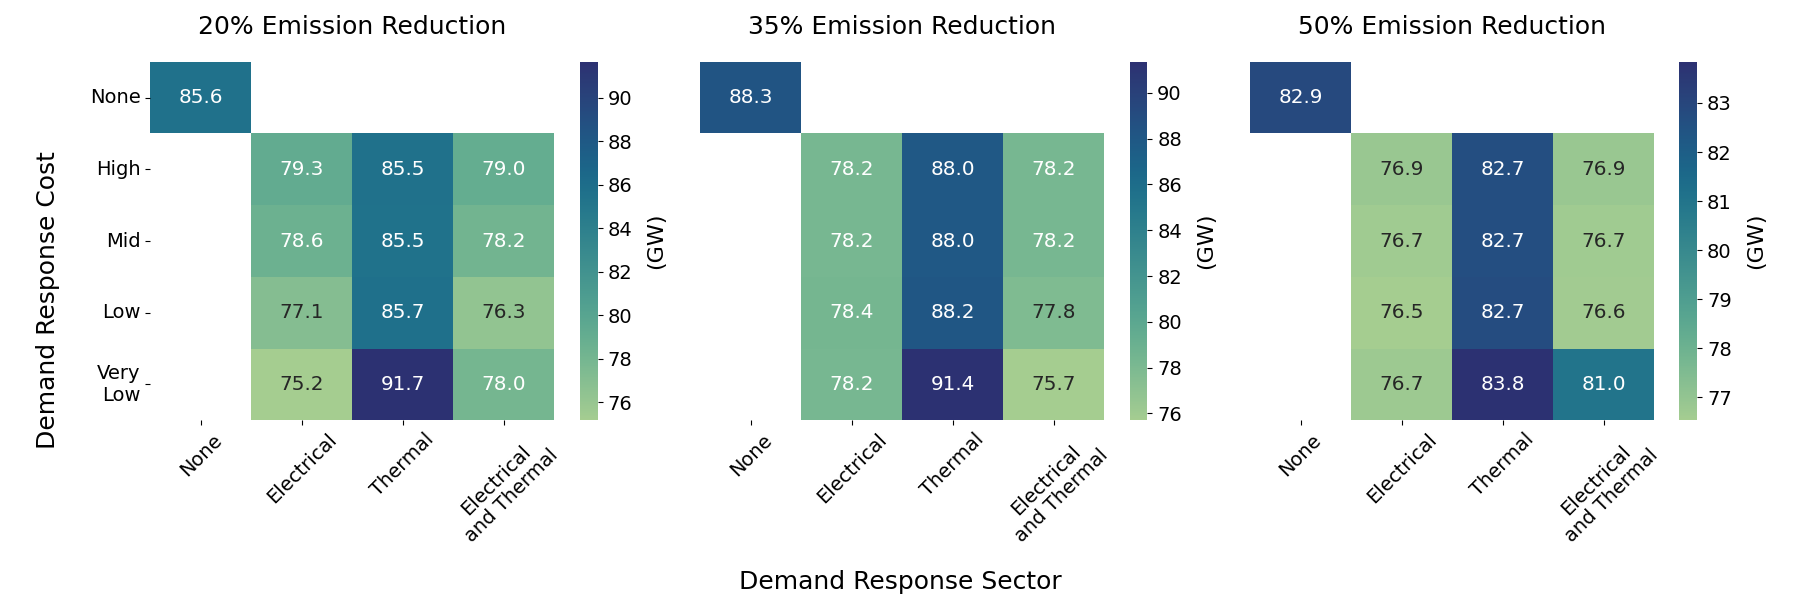 20% Emission Reduction
35% Emission Reduction
50% Emission Reduction
Demand Response Cost
None
High
Mid
Low
Very
Low
85.6
79.3 85.5 79.0
78.6 85.5 78.2
77.1 85.7 76.3
75.2 91.7 78.0
90
88
86
84
82
80
78
76
(GW)
None
Electrical
Thermal
Electrical
and Thermal
88.3
78.2 88.0 78.2
78.2 88.0 78.2
78.4 88.2 77.8
78.2 91.4 75.7
90
88
86
84
82
80
78
76
(GW)
None
Electrical
Thermal
Electrical
and Thermal
82.9
76.9 82.7 76.9
76.7 82.7 76.7
76.5 82.7 76.6
76.7 83.8 81.0
83
82
81
80
79
78
77
(GW)
None
Electrical
Thermal
Electrical
and Thermal
Demand Response Sector